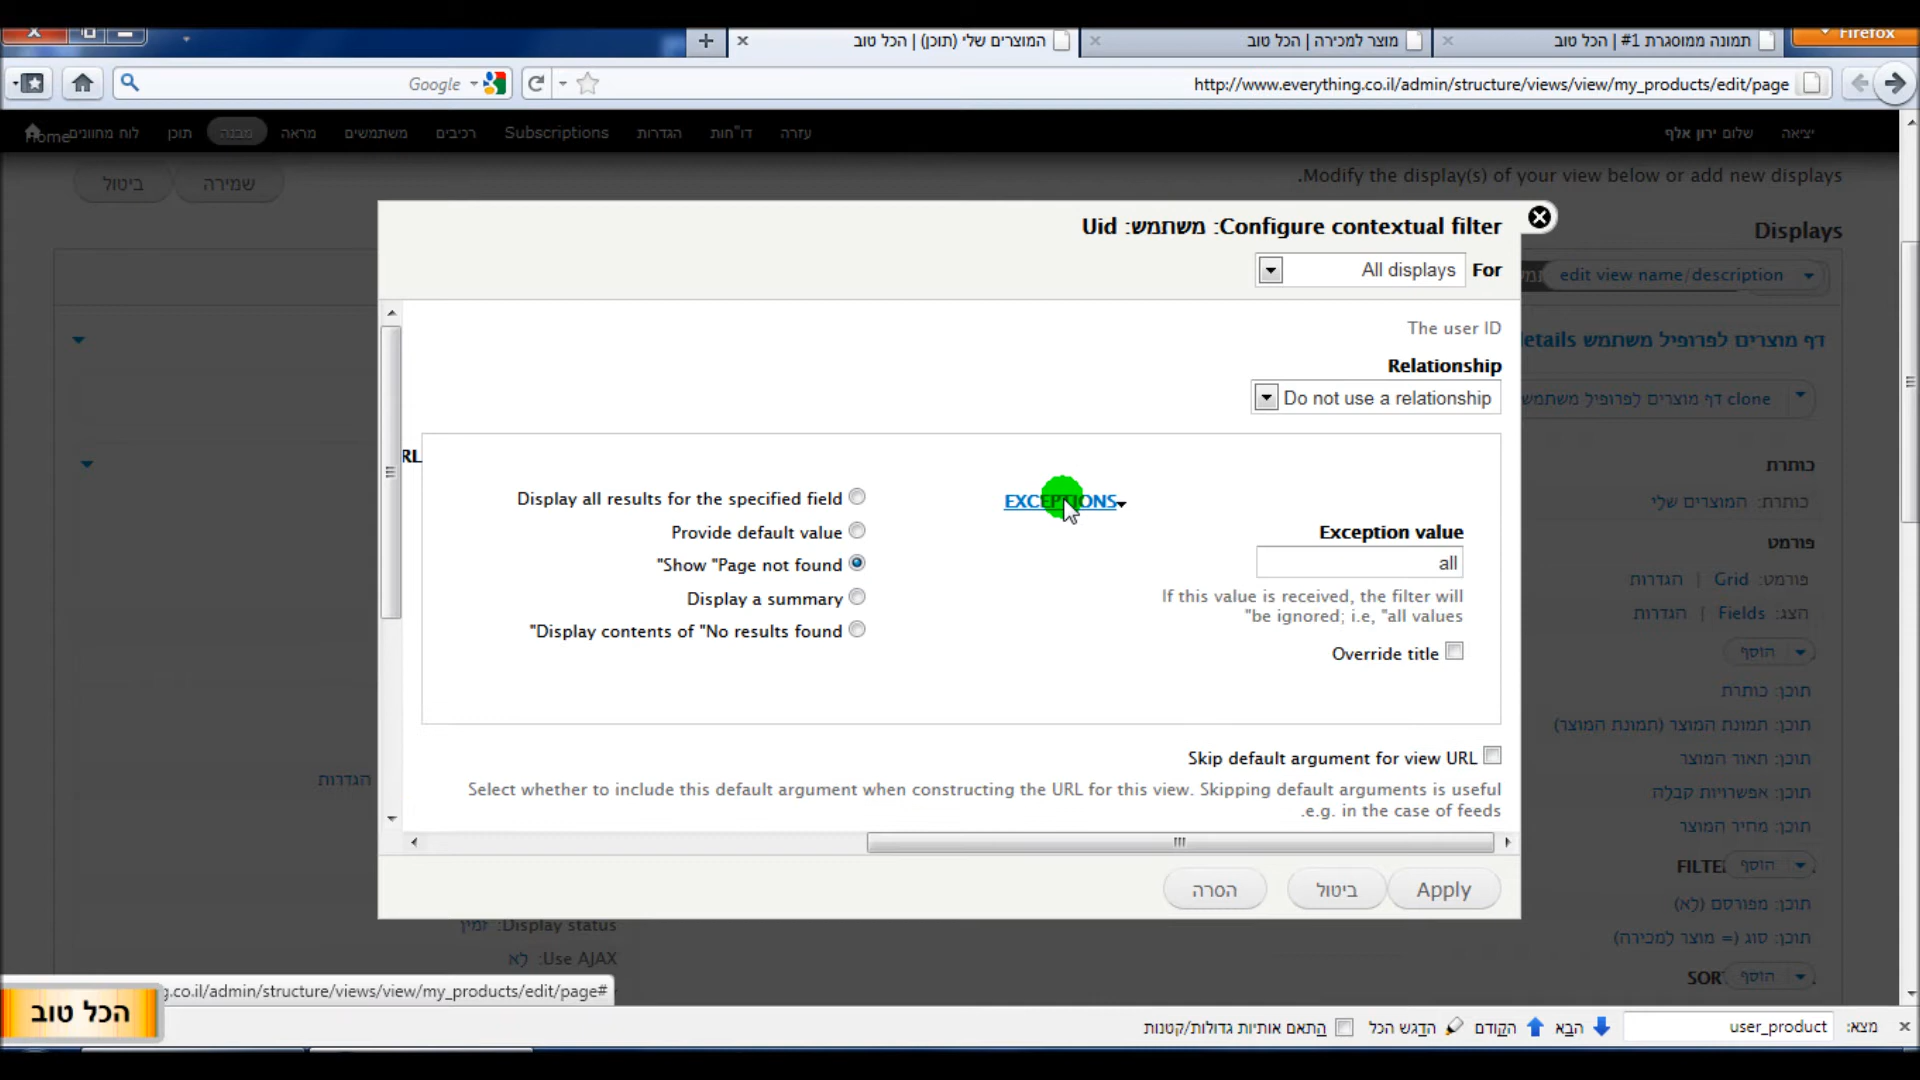 Firefox
תמונה ממוסגרת #1 | הכל טוב
מוצר למכירה | הכל טוב
המוצרים שלי (תוכן) | הכל טוב
http://www.everything.co.il/admin/structure/views/view/my_products/edit/page
Google
Home
לוח מחוונים
תוכן
מבנה
מראה
משתמשים
רכיבים
Subscriptions
הגדרות
דו"חות
עזרה
שלום ירון אלף
יציאה
Modify the display(s) of your view below or add new displays.
שמירה
ביטול
Displays
edit view name/description
דף מוצרים לפרופיל משתמש etails
clone דף מוצרים לפרופיל משתמש
כותרת
כותרת: המוצרים שלי
פורמט
פורמט: Grid | הגדרות
הצג: Fields | הגדרות
הוסף
תוכן: כותרת
תוכן: תמונת המוצר (תמונת המוצר)
תוכן: תאור המוצר
תוכן: אפשרויות קבלה
תוכן: מחיר המוצר
FILTE
הוסף
תוכן: מפורסם (לא)
תוכן: סוג (= מוצר למכירה)
SOR
הוסף
הגדרות
Display status: זמין
Use AJAX: לא
Configure contextual filter: משתמש: Uid
For
All displays
The user ID
Relationship
Do not use a relationship
RL
EXCEPTIONS
Exception value
all
If this value is received, the filter will
be ignored; i.e, "all values"
Override title
Display all results for the specified field
Provide default value
Show "Page not found"
Display a summary
Display contents of "No results found"
Skip default argument for view URL
Select whether to include this default argument when constructing the URL for this view. Skipping default arguments is useful
e.g. in the case of feeds.
Apply
ביטול
הסרה
g.co.il/admin/structure/views/view/my_products/edit/page#
הכל טוב
מצא:
user_product
הבא
הקודם
הדגש הכל
התאם אותיות גדולות/קטנות